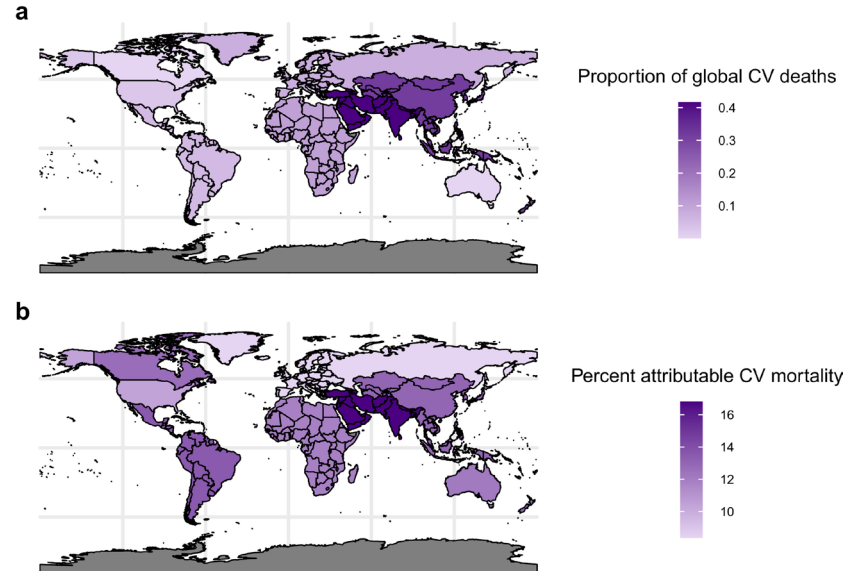 a
Proportion of global CV deaths
0.4
0.3
0.2
0.1
b
Percent attributable CV mortality
16
14
12
10